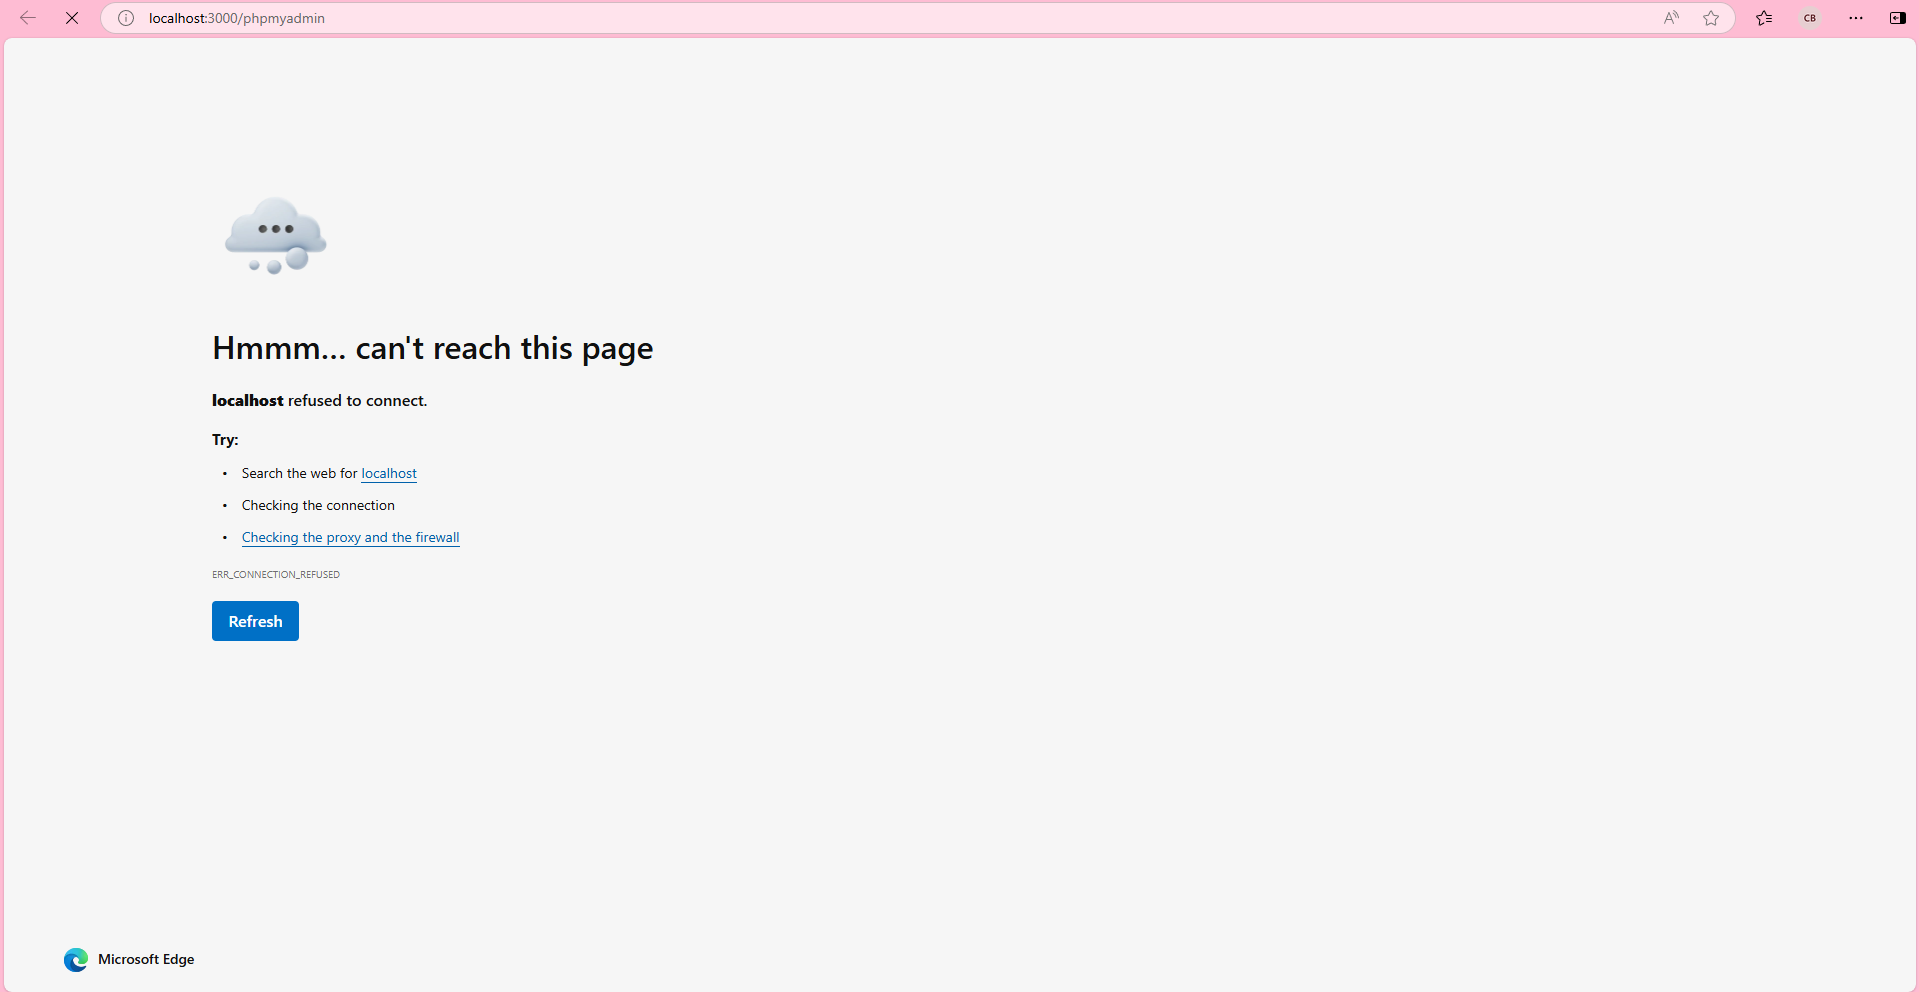 localhost:3000/phpmyadmin
CB
Hmmm... can't reach this page
localhost refused to connect.
Try:
• Search the web for localhost
• Checking the connection
• Checking the proxy and the firewall
ERR_CONNECTION_REFUSED
Refresh
Microsoft Edge